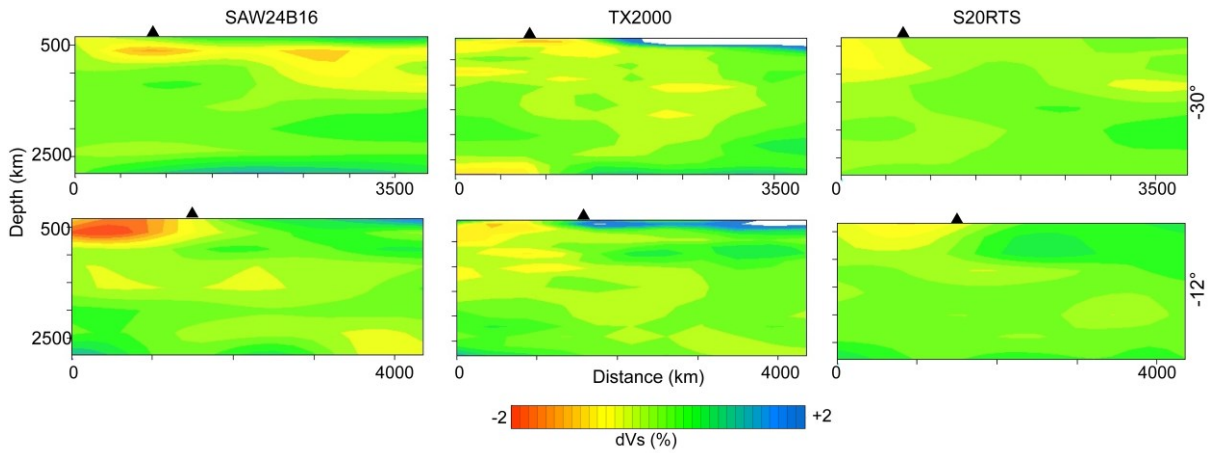 SAW24B16 TX2000 S20RTS
500
2500
0 3500 0 3500 0 3500
-30°
Depth (km)
500
2500
0 4000 0 4000 0 4000
-12°
Distance (km)
-2 +2
dVs (%)